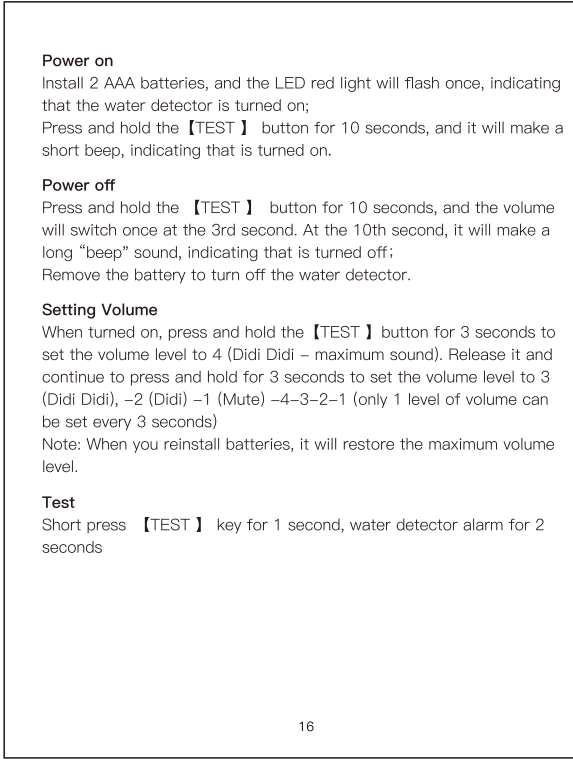 Power on
Install 2 AAA batteries, and the LED red light will flash once, indicating
that the water detector is turned on;
Press and hold the【TEST 】 button for 10 seconds, and it will make a
short beep, indicating that is turned on.
Power off
Press and hold the 【TEST 】 button for 10 seconds, and the volume
will switch once at the 3rd second. At the 10th second, it will make a
long “beep” sound, indicating that is turned off;
Remove the battery to turn off the water detector.
Setting Volume
When turned on, press and hold the【TEST 】button for 3 seconds to
set the volume level to 4 (Didi Didi – maximum sound). Release it and
continue to press and hold for 3 seconds to set the volume level to 3
(Didi Didi), –2 (Didi) –1 (Mute) –4–3–2–1 (only 1 level of volume can
be set every 3 seconds)
Note: When you reinstall batteries, it will restore the maximum volume
level.
Test
Short press 【TEST 】 key for 1 second, water detector alarm for 2
seconds
16